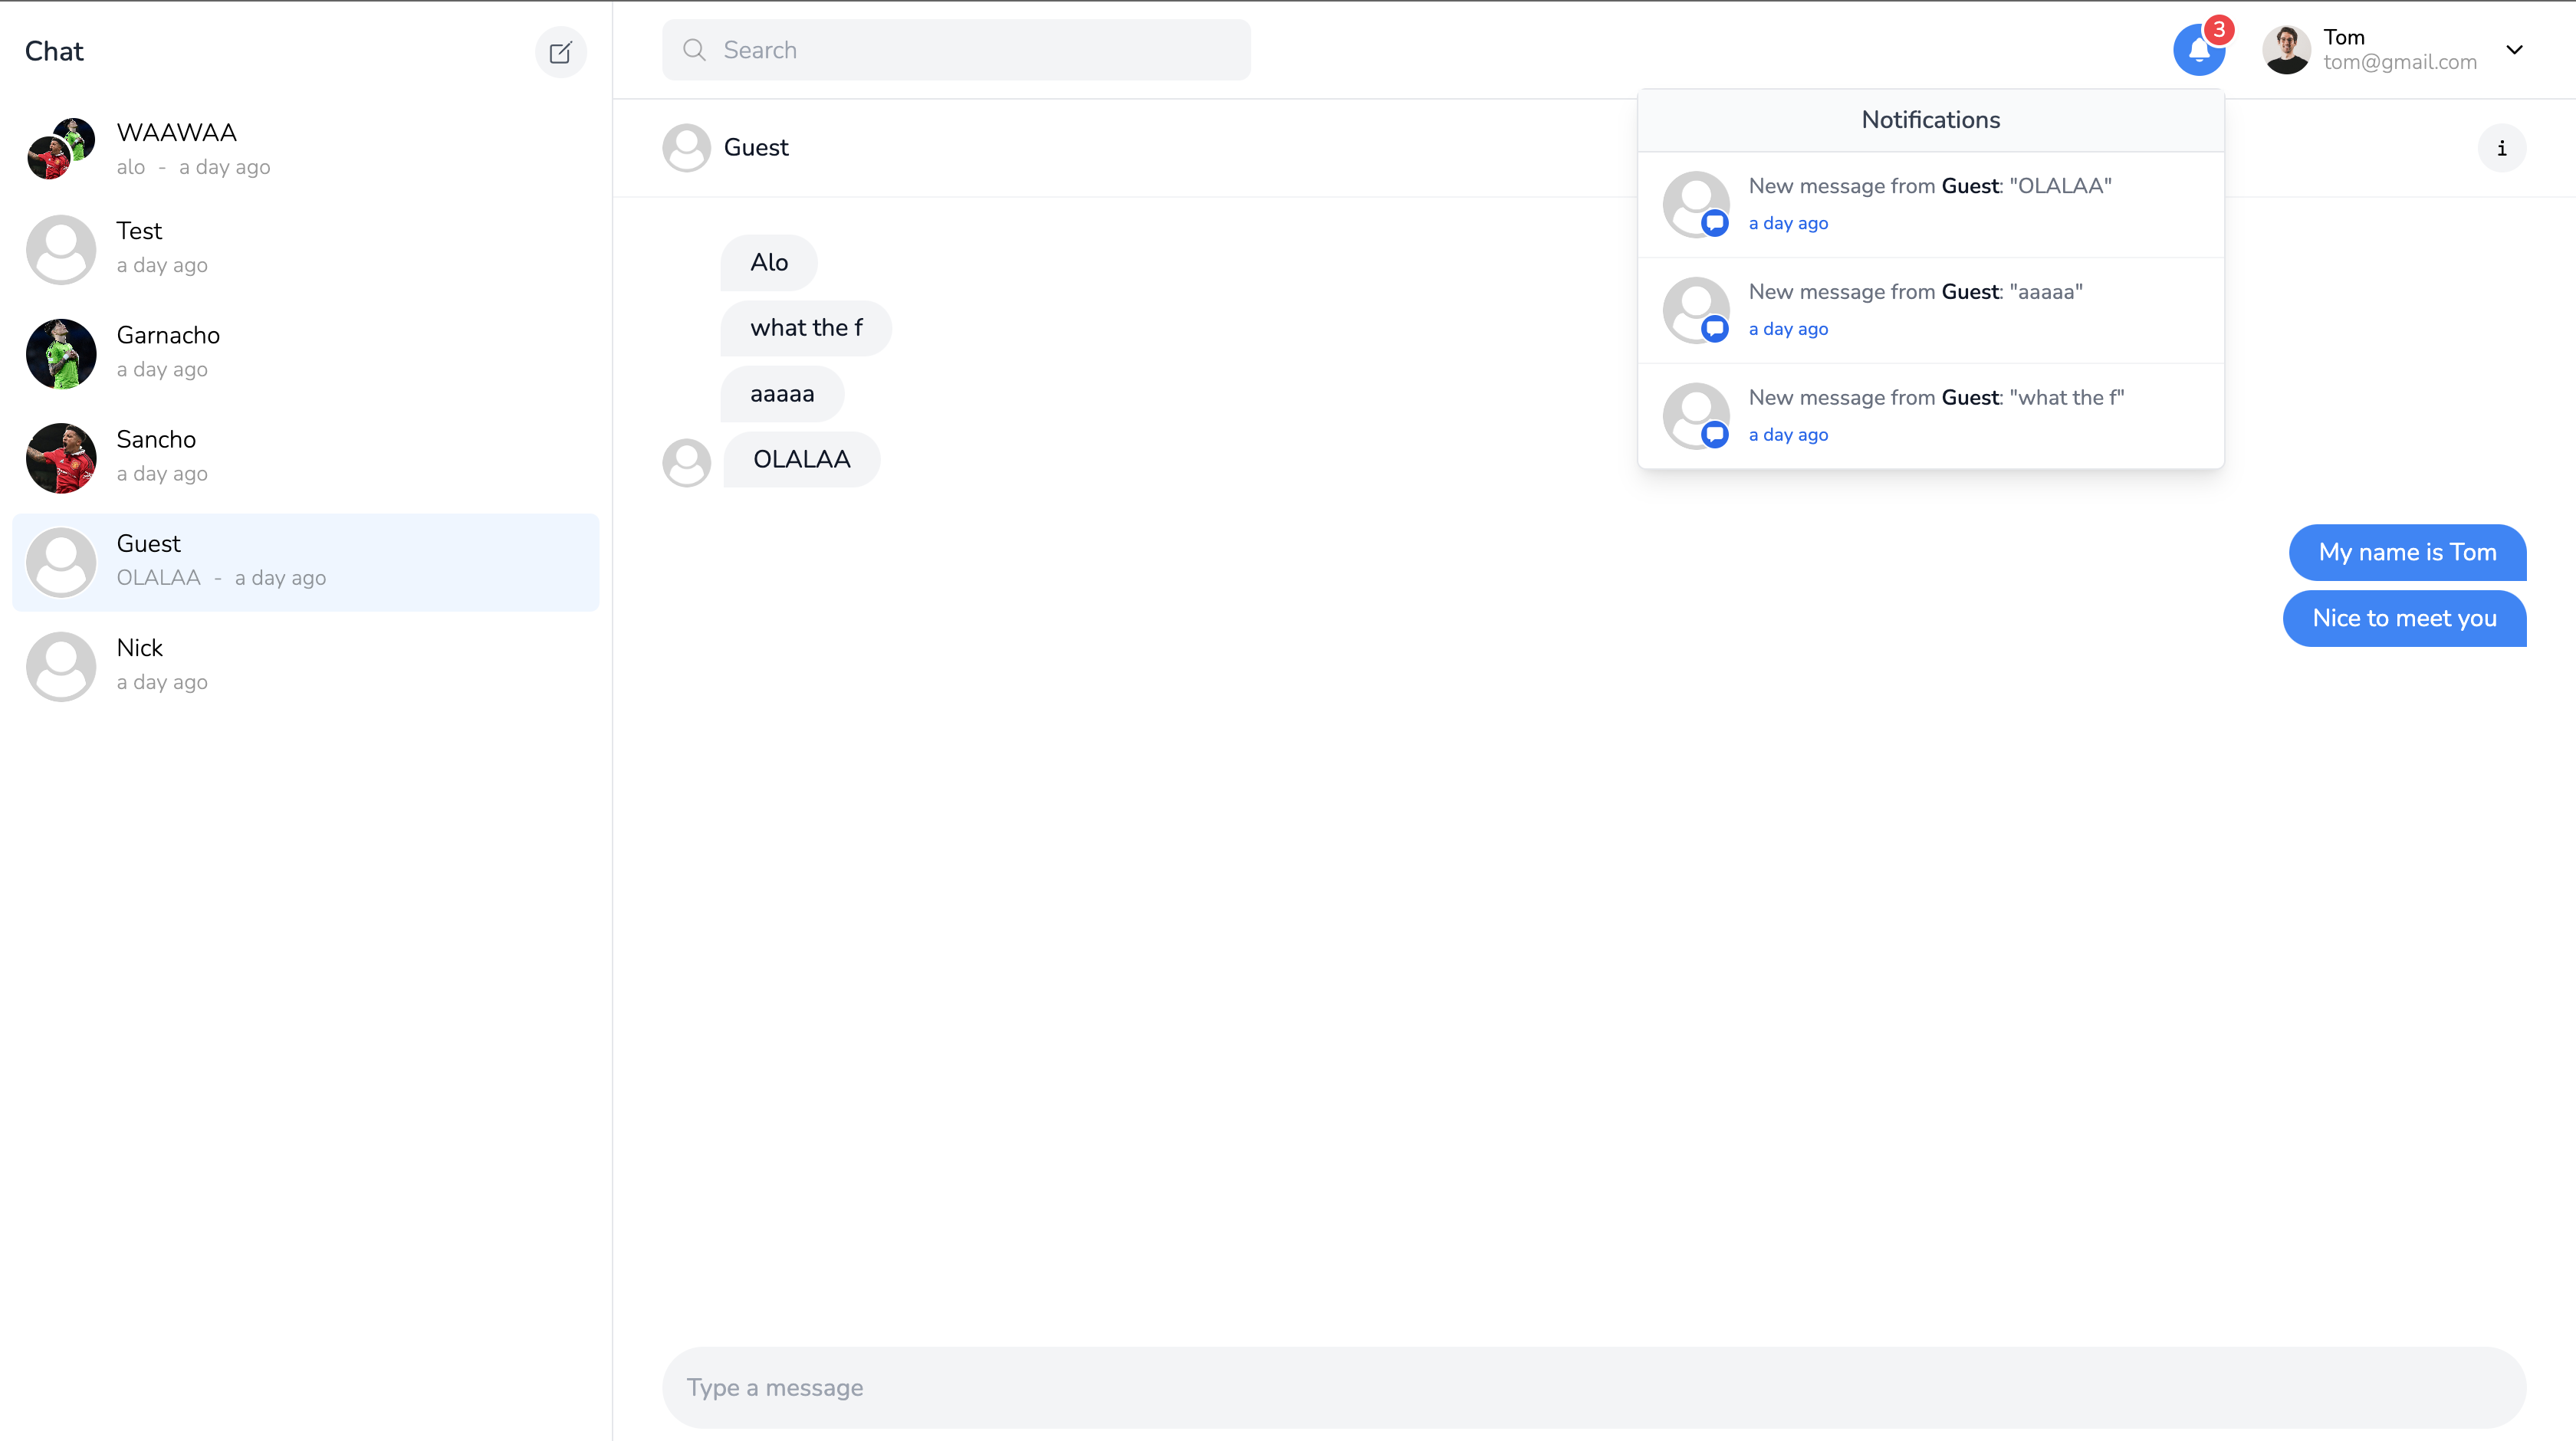 Chat
WAAWAA
alo - a day ago
Test
a day ago
Garnacho
a day ago
Sancho
a day ago
Guest
OLALAA - a day ago
Nick
a day ago
Search
3
Tom
tom@gmail.com
Guest
i
Notifications
New message from Guest: "OLALAA"
a day ago
New message from Guest: "aaaaa"
a day ago
New message from Guest: "what the f"
a day ago
Alo
what the f
aaaaa
OLALAA
My name is Tom
Nice to meet you
Type a message